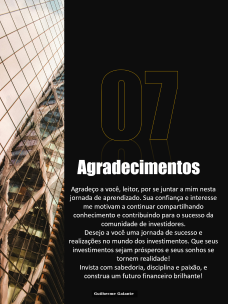 07
Agradecimentos
Agradeço a você, leitor, por se juntar a mim nesta
jornada de aprendizado. Sua confiança e interesse
me motivam a continuar compartilhando
conhecimento e contribuindo para o sucesso da
comunidade de investidores.
Desejo a você uma jornada de sucesso e
realizações no mundo dos investimentos. Que seus
investimentos sejam prósperos e seus sonhos se
tornem realidade!
Invista com sabedoria, disciplina e paixão, e
construa um futuro financeiro brilhante!
Guilherme Galante